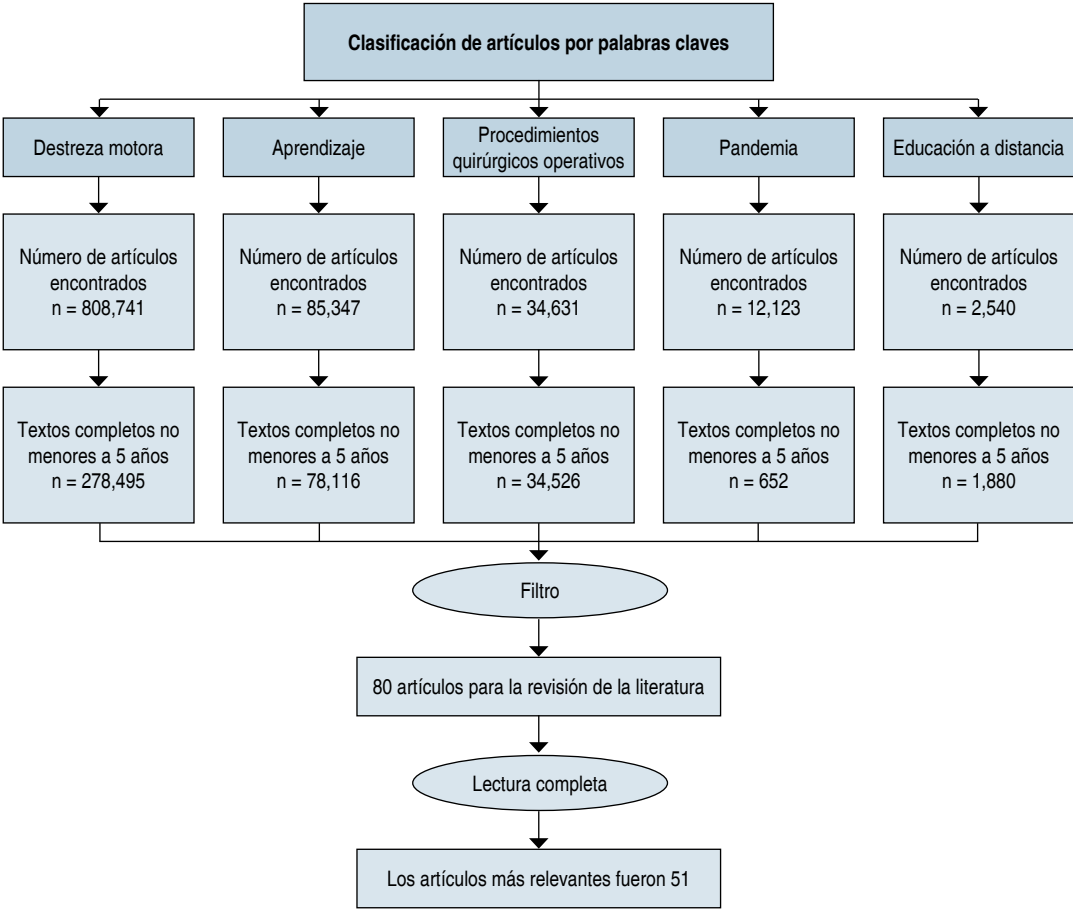 Clasificación de artículos por palabras claves
Destreza motora
Aprendizaje
Procedimientos
quirúrgicos operativos
Pandemia
Educación a distancia
Número de artículos
encontrados
n = 808,741
Número de artículos
encontrados
n = 85,347
Número de artículos
encontrados
n = 34,631
Número de artículos
encontrados
n = 12,123
Número de artículos
encontrados
n = 2,540
Textos completos no
menores a 5 años
n = 278,495
Textos completos no
menores a 5 años
n = 78,116
Textos completos no
menores a 5 años
n = 34,526
Textos completos no
menores a 5 años
n = 652
Textos completos no
menores a 5 años
n = 1,880
Filtro
80 artículos para la revisión de la literatura
Lectura completa
Los artículos más relevantes fueron 51